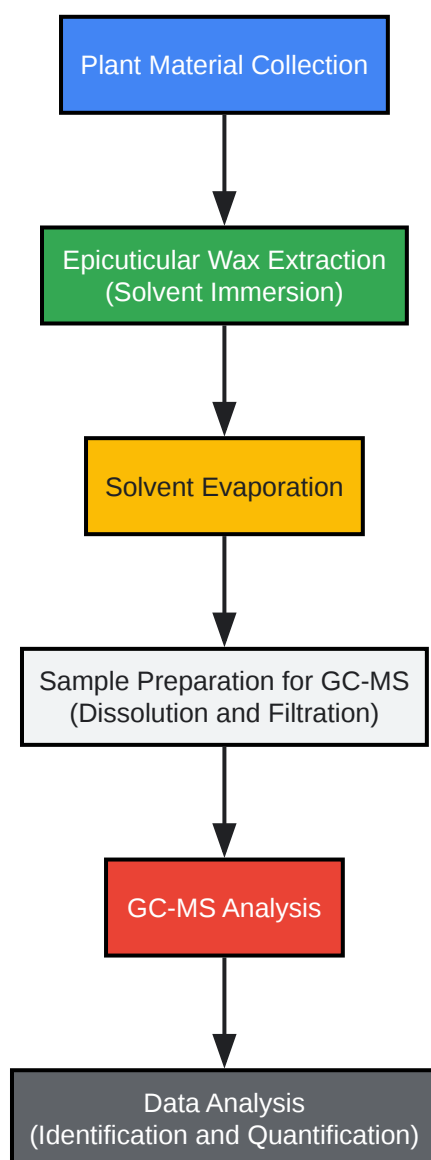 Plant Material Collection
Epicuticular Wax Extraction
(Solvent Immersion)
Solvent Evaporation
Sample Preparation for GC-MS
(Dissolution and Filtration)
GC-MS Analysis
Data Analysis
(Identification and Quantification)